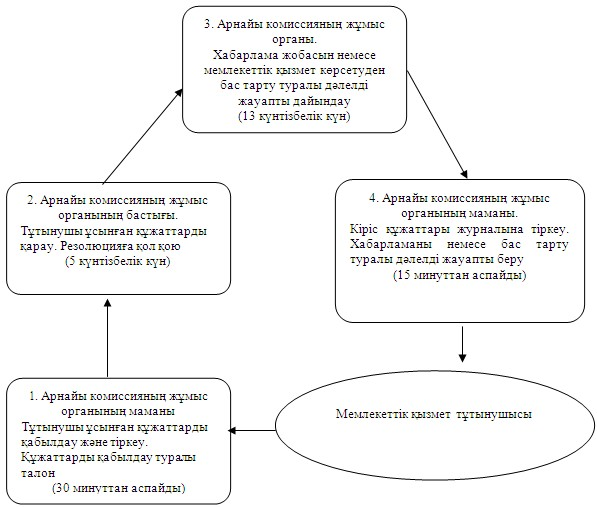 3. Арнайы комиссияның жұмыс
органы.
Хабарлама жобасын немесе
мемлекеттік қызмет көрсетуден
бас тарту туралы дәлелді
жауапты дайындау
(13 күнтізбелік күн)
2. Арнайы комиссияның жұмыс
органының бастығы.
Тұтынушы ұсынған құжаттарды
қарау. Резолюцияға қол қою
(5 күнтізбелік күн)
4. Арнайы комиссияның жұмыс
органының маманы.
Кіріс құжаттары журналына тіркеу.
Хабарламаны немесе бас тарту
туралы дәлелді жауапты беру
(15 минуттан аспайды)
1. Арнайы комиссияның жұмыс
органының маманы
Тұтынушы ұсынған құжаттарды
қабылдау және тіркеу.
Құжаттарды қабылдау туралы
талон
(30 минуттан аспайды)
Мемлекеттік қызмет тұтынушысы